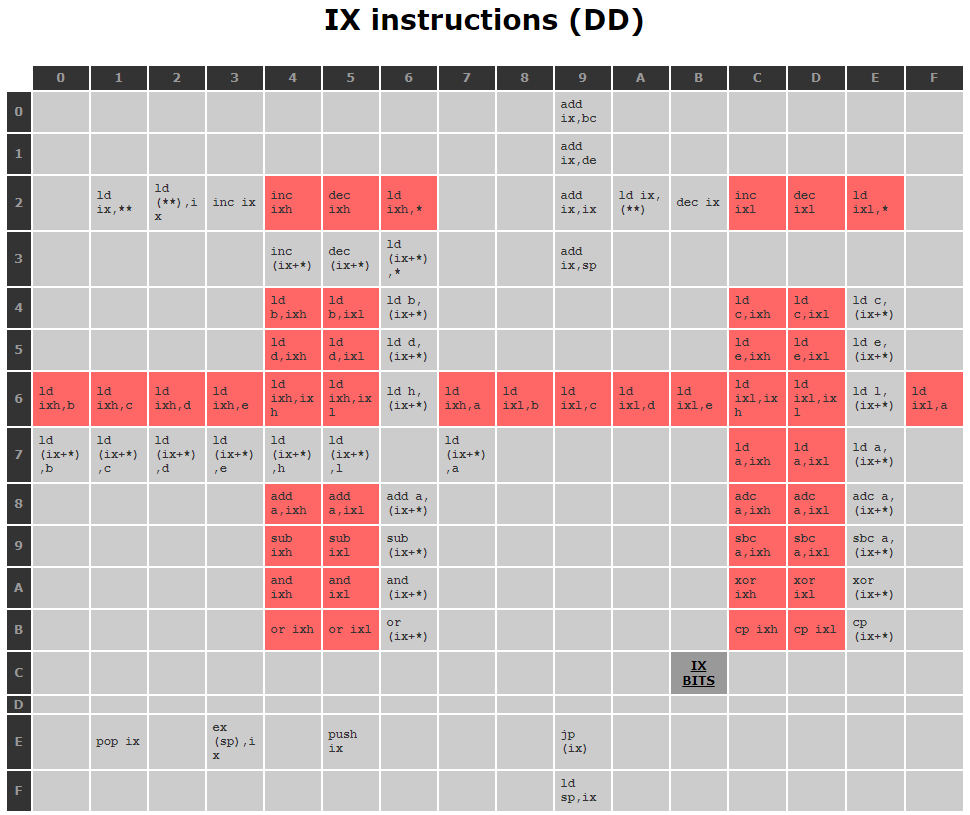 IX instructions (DD)
0 1 2 3 4 5 6 7 8 9 A B C D E F
0 add ix,bc
1 add ix,de
2 ld ix,** ld (**),ix inc ix inc ixh dec ixh ld ixh,* add ix,ix ld ix,(**) dec ix inc ixl dec ixl ld ixl,*
3 inc (ix+*) dec (ix+*) ld (ix+*),* add ix,sp
4 ld b,ixh ld b,ixl ld b,(ix+*) ld c,ixh ld c,ixl ld c,(ix+*)
5 ld d,ixh ld d,ixl ld d,(ix+*) ld e,ixh ld e,ixl ld e,(ix+*)
6 ld ixh,b ld ixh,c ld ixh,d ld ixh,e ld ixh,ixh ld ixh,ixl ld h,(ix+*) ld ixh,a ld ixl,b ld ixl,c ld ixl,d ld ixl,e ld ixl,ixh ld ixl,ixl ld l,(ix+*) ld ixl,a
7 ld (ix+*),b ld (ix+*),c ld (ix+*),d ld (ix+*),e ld (ix+*),h ld (ix+*),l ld (ix+*),a ld a,ixh ld a,ixl ld a,(ix+*)
8 add a,ixh add a,ixl add a,(ix+*) adc a,ixh adc a,ixl adc a,(ix+*)
9 sub ixh sub ixl sub (ix+*) sbc a,ixh sbc a,ixl sbc a,(ix+*)
A and ixh and ixl and (ix+*) xor ixh xor ixl xor (ix+*)
B or ixh or ixl or (ix+*) cp ixh cp ixl cp (ix+*)
C IX BITS
D
E pop ix ex (sp),ix push ix jp (ix)
F ld sp,ix